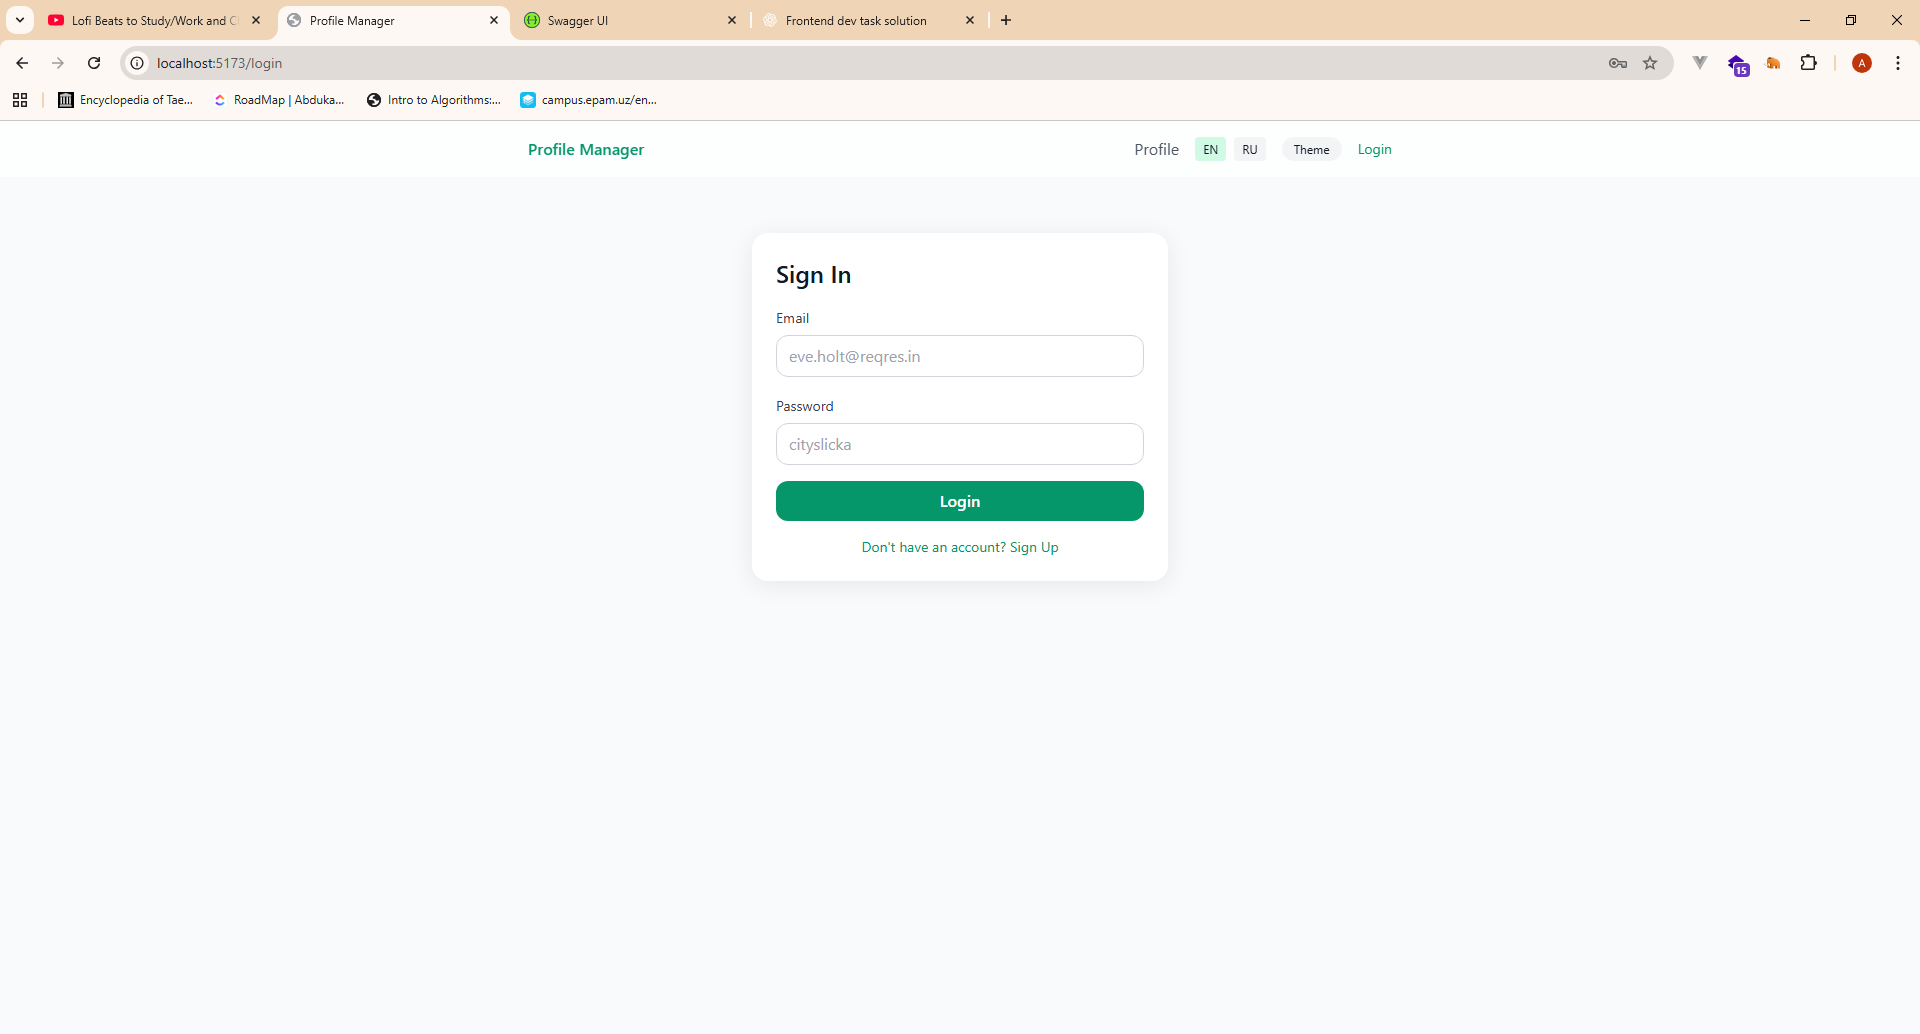 Lofi Beats to Study/Work and C
Profile Manager
Swagger UI
Frontend dev task solution
localhost:5173/login
15
A
Encyclopedia of Tae...
RoadMap | Abduka...
Intro to Algorithms:...
campus.epam.uz/en...
Profile Manager
Profile
EN
RU
Theme
Login
Sign In
Email
eve.holt@reqres.in
Password
cityslicka
Login
Don't have an account? Sign Up